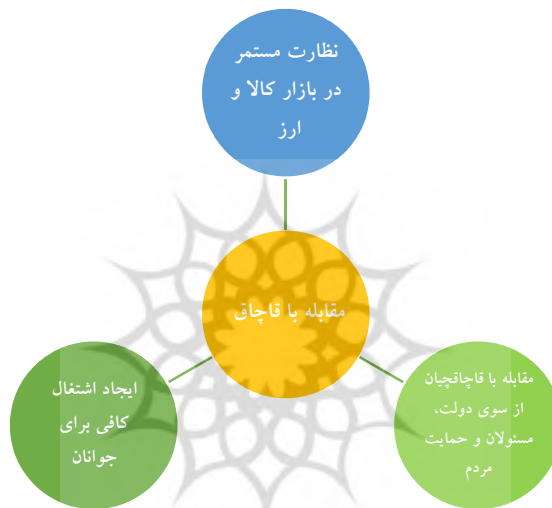 نظارت مستمر
در بازار کالا و
ارز
مقابله با قاچاق
مقابله با قاچاقچیان
از سوی دولت،
مسئولان و حمایت
مردم
ایجاد اشتغال
کافی برای
جوانان